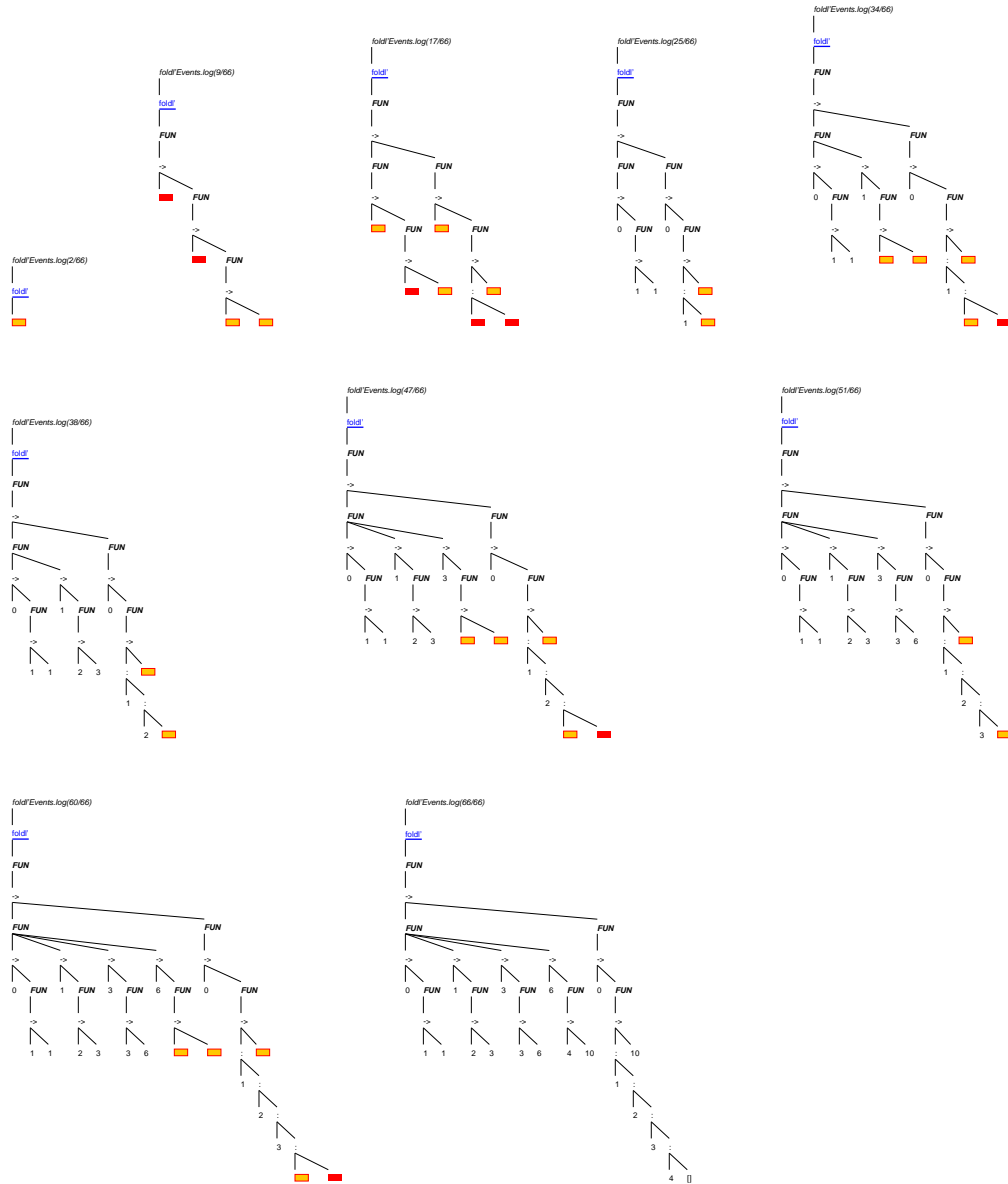 foldl'Events.log(2/66)
foldl'
foldl'Events.log(9/66)
foldl'
FUN
->
FUN
->
FUN
->
foldl'Events.log(17/66)
foldl'
FUN
->
FUN FUN
-> ->
FUN FUN
-> ->
:
foldl'Events.log(25/66)
foldl'
FUN
->
FUN FUN
-> ->
0 FUN 0 FUN
-> ->
1 1 :
1
foldl'Events.log(34/66)
foldl'
FUN
->
FUN FUN
-> -> ->
0 FUN 1 FUN 0 FUN
-> -> ->
1 1 :
1 :
foldl'Events.log(38/66)
foldl'
FUN
->
FUN FUN
-> -> ->
0 FUN 1 FUN 0 FUN
-> -> ->
1 1 2 3 :
1 :
2
foldl'Events.log(47/66)
foldl'
FUN
->
FUN FUN
-> -> -> ->
0 FUN 1 FUN 3 FUN 0 FUN
-> -> -> ->
1 1 2 3 :
1 :
2 :
foldl'Events.log(51/66)
foldl'
FUN
->
FUN FUN
-> -> -> ->
0 FUN 1 FUN 3 FUN 0 FUN
-> -> -> ->
1 1 2 3 3 6 :
1 :
2 :
3
foldl'Events.log(60/66)
foldl'
FUN
->
FUN FUN
-> -> -> -> ->
0 FUN 1 FUN 3 FUN 6 FUN 0 FUN
-> -> -> -> ->
1 1 2 3 3 6 :
1 :
2 :
3 :
foldl'Events.log(66/66)
foldl'
FUN
->
FUN FUN
-> -> -> -> ->
0 FUN 1 FUN 3 FUN 6 FUN 0 FUN
-> -> -> -> ->
1 1 2 3 3 6 4 10 : 10
1 :
2 :
3 :
4 []